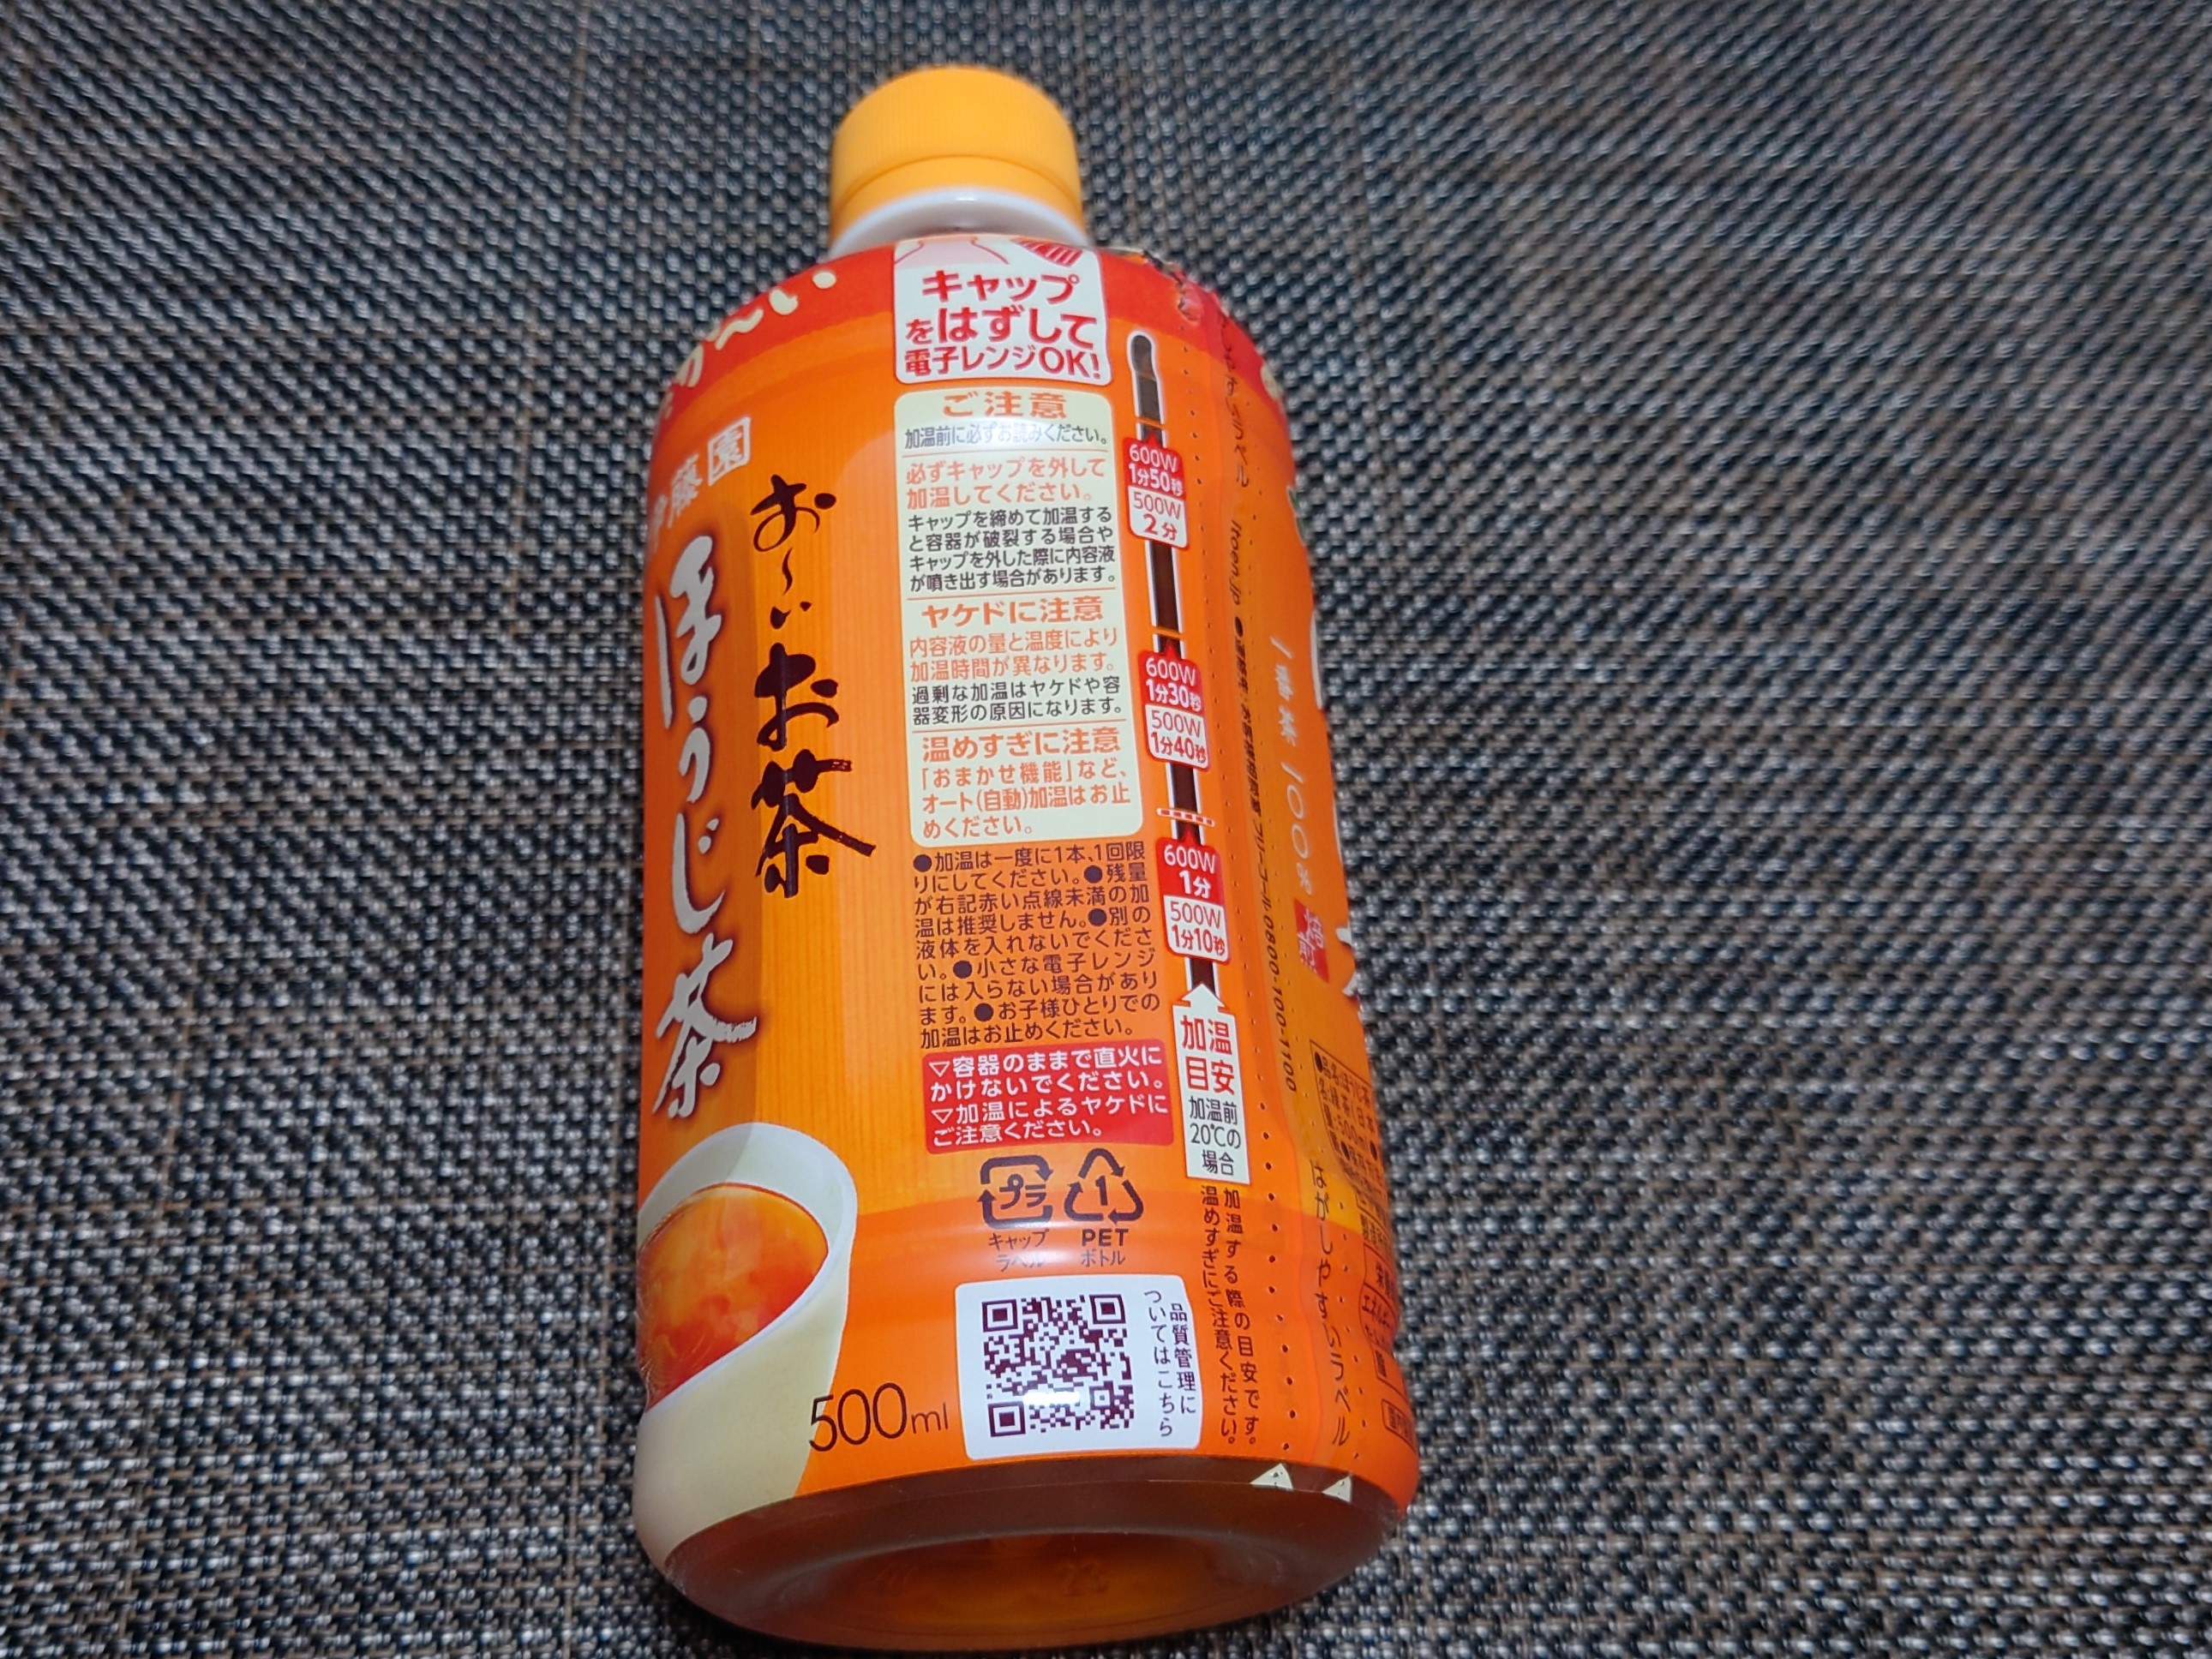 藤園
お〜いお茶
ほうじ茶
500ml
キャップ
をはずして
電子レンジOK!
ご注意
加温前に必ずお読みください。
必ずキャップを外して
加温してください。
キャップを締めて加温する
と容器が破裂する場合や
キャップを外した際に内容液
が噴き出す場合があります。
ヤケドに注意
内容液の量と温度により
加温時間が異なります。
過剰な加温はヤケドや容
器変形の原因になります。
温めすぎに注意
「おまかせ機能」など、
オート(自動)加温はお止
めください。
●加温は一度に1本、1回限
りにしてください。●残量
が右記赤い点線未満の加
温は推奨しません。●別の
液体を入れないでくださ
い。●小さな電子レンジ
には入らない場合があり
ます。●お子様ひとりでの
加温はお止めください。
▽容器のままで直火に
かけないでください。
▽加温によるヤケドに
ご注意ください。
プラ
キャップ
ラベル
1
PET
ボトル
品質管理に
ついてはこちら
600W
1分50秒
500W
2分
600W
1分30秒
500W
1分40秒
600W
1分
500W
1分10秒
加温
目安
加温前
20℃の
場合
加温する際の目安です。
温めすぎにご注意ください。
itoen.jp
フリーコール0800-100-1100
一番茶100%
はがしやすいラベル